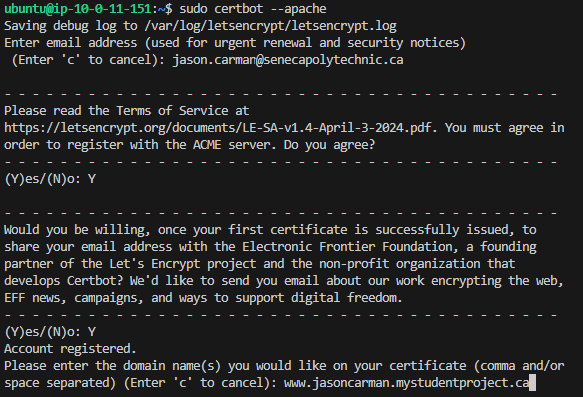 ubuntu@ip-10-0-11-151:~$ sudo certbot --apache
Saving debug log to /var/log/letsencrypt/letsencrypt.log
Enter email address (used for urgent renewal and security notices)
 (Enter 'c' to cancel): jason.carman@senecapolytechnic.ca

- - - - - - - - - - - - - - - - - - - - - - - - - - - - - - - - - - - - - - - -
Please read the Terms of Service at
https://letsencrypt.org/documents/LE-SA-v1.4-April-3-2024.pdf. You must agree in
order to register with the ACME server. Do you agree?
- - - - - - - - - - - - - - - - - - - - - - - - - - - - - - - - - - - - - - - -
(Y)es/(N)o: Y

- - - - - - - - - - - - - - - - - - - - - - - - - - - - - - - - - - - - - - - -
Would you be willing, once your first certificate is successfully issued, to
share your email address with the Electronic Frontier Foundation, a founding
partner of the Let's Encrypt project and the non-profit organization that
develops Certbot? We'd like to send you email about our work encrypting the web,
EFF news, campaigns, and ways to support digital freedom.
- - - - - - - - - - - - - - - - - - - - - - - - - - - - - - - - - - - - - - - -
(Y)es/(N)o: Y
Account registered.
Please enter the domain name(s) you would like on your certificate (comma and/or
space separated) (Enter 'c' to cancel): www.jasoncarman.mystudentproject.ca